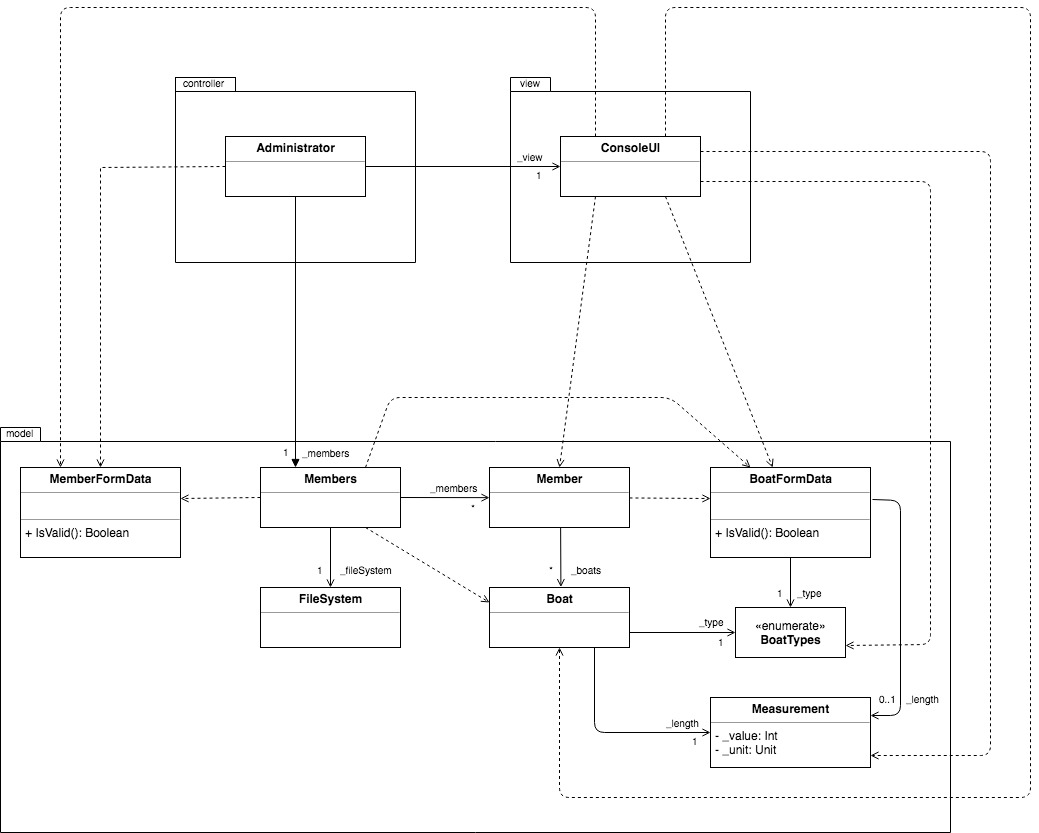 controller
view
Administrator
ConsoleUI
_view
1
model
1
_members
MemberFormData
+ IsValid(): Boolean
Members
_members
*
Member
BoatFormData
+ IsValid(): Boolean
1
_fileSystem
*
_boats
1
_type
FileSystem
Boat
_type
1
«enumerate»
BoatTypes
0..1
_length
_length
1
Measurement
- _value: Int
- _unit: Unit